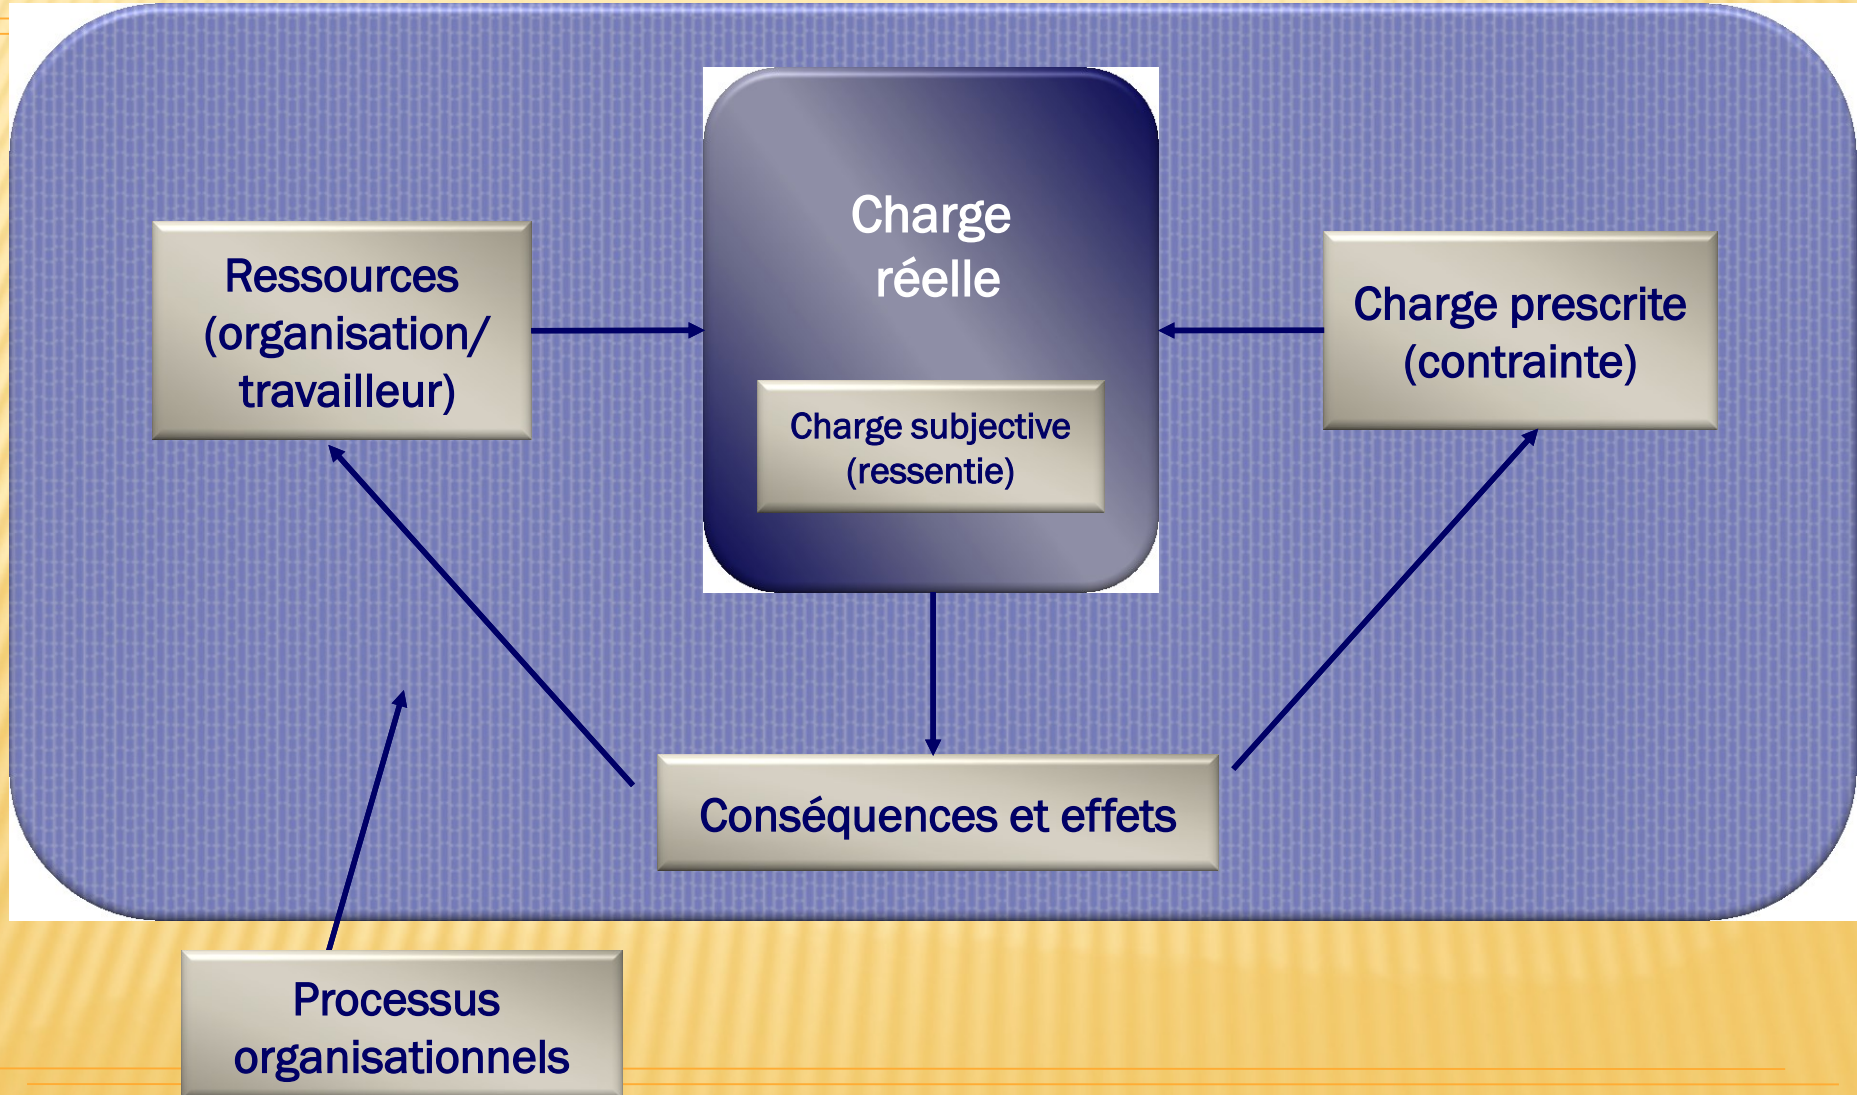 Charge
réelle
Ressources
(organisation/
travailleur)
Charge prescrite
(contrainte)
Charge subjective
(ressentie)
Conséquences et effets
Processus
organisationnels